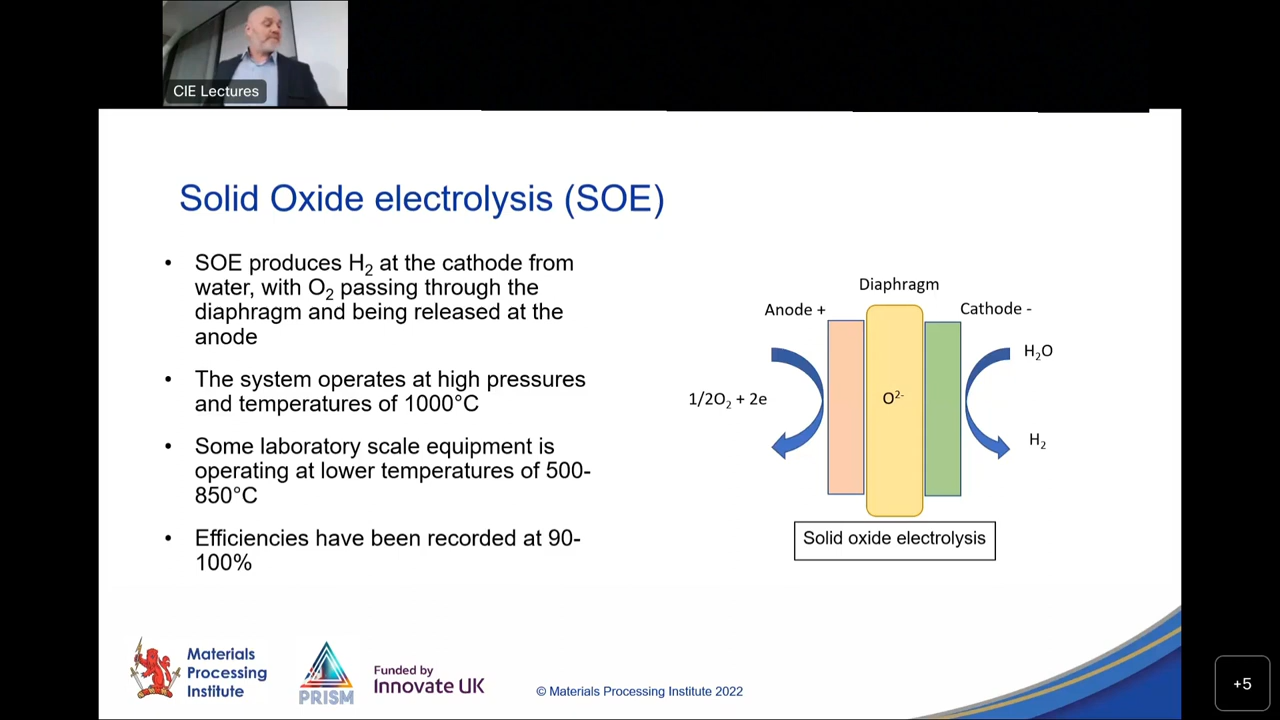 CIE Lectures
Solid Oxide electrolysis (SOE)
• SOE produces H₂ at the cathode from
water, with O₂ passing through the
diaphragm and being released at the
anode
• The system operates at high pressures
and temperatures of 1000°C
• Some laboratory scale equipment is
operating at lower temperatures of 500-
850°C
• Efficiencies have been recorded at 90-
100%
Diaphragm
Anode +
Cathode -
H₂O
1/2O₂ + 2e
O²⁻
H₂
Solid oxide electrolysis
Materials
Processing
Institute
PRISM
Funded by
Innovate UK
© Materials Processing Institute 2022
+5